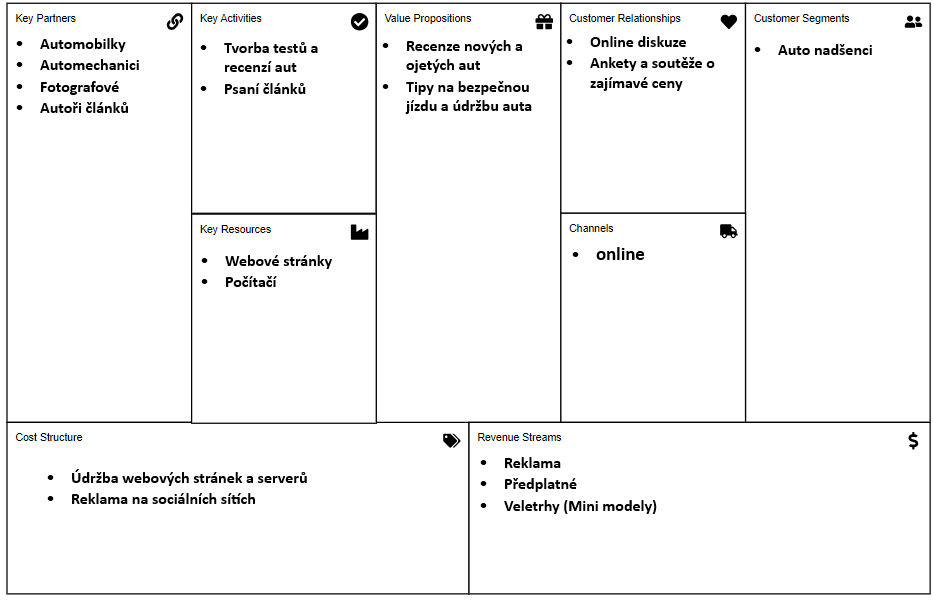 Key Partners
• Automobilky
• Automechanici
• Fotografové
• Autoři článků
Key Activities
• Tvorba testů a
recenzí aut
• Psaní článků
Key Resources
• Webové stránky
• Počítačí
Value Propositions
• Recenze nových a
ojetých aut
• Tipy na bezpečnou
jízdu a údržbu auta
Customer Relationships
• Online diskuze
• Ankety a soutěže o
zajímavé ceny
Channels
• online
Customer Segments
• Auto nadšenci
Cost Structure
• Údržba webových stránek a serverů
• Reklama na sociálních sítích
Revenue Streams
• Reklama
• Předplatné
• Veletrhy (Mini modely)